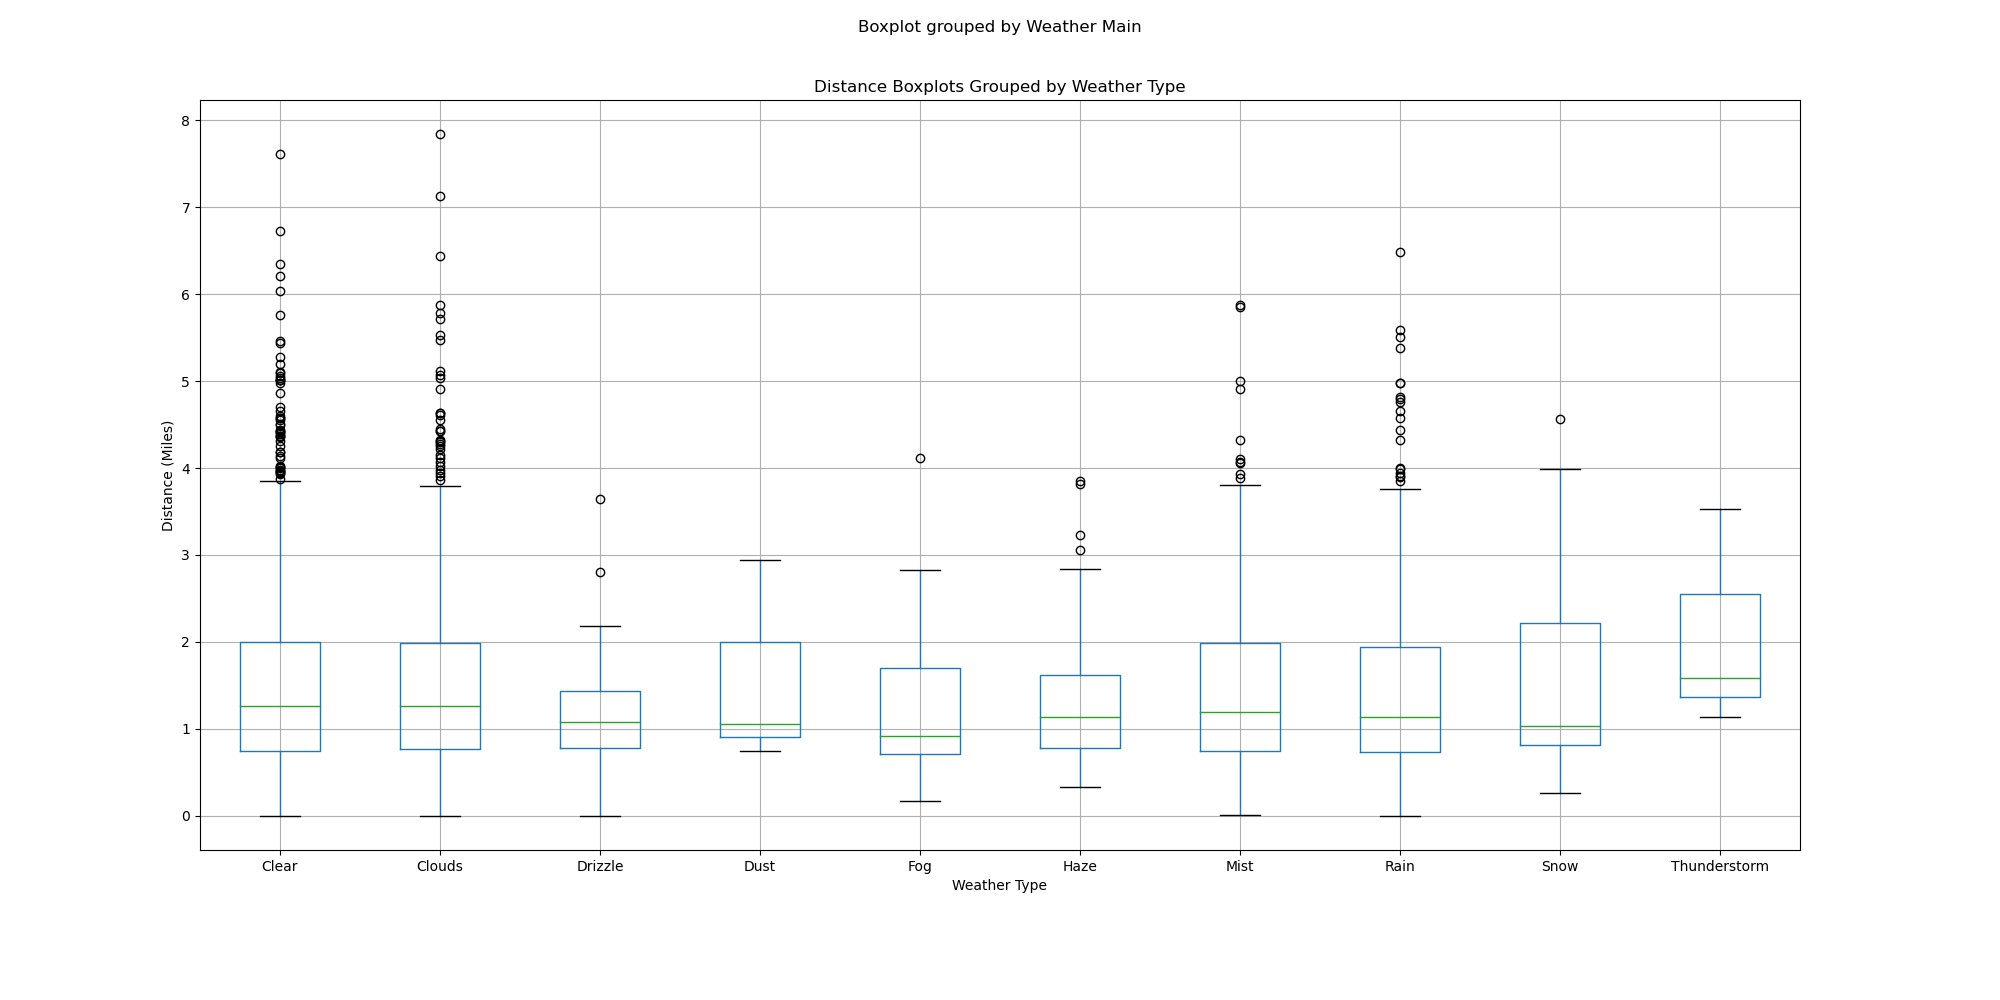 Boxplot grouped by Weather Main
Distance Boxplots Grouped by Weather Type
8
7
6
5
4
3
2
1
0
Distance (Miles)
Clear Clouds Drizzle Dust Fog Haze Mist Rain Snow Thunderstorm
Weather Type